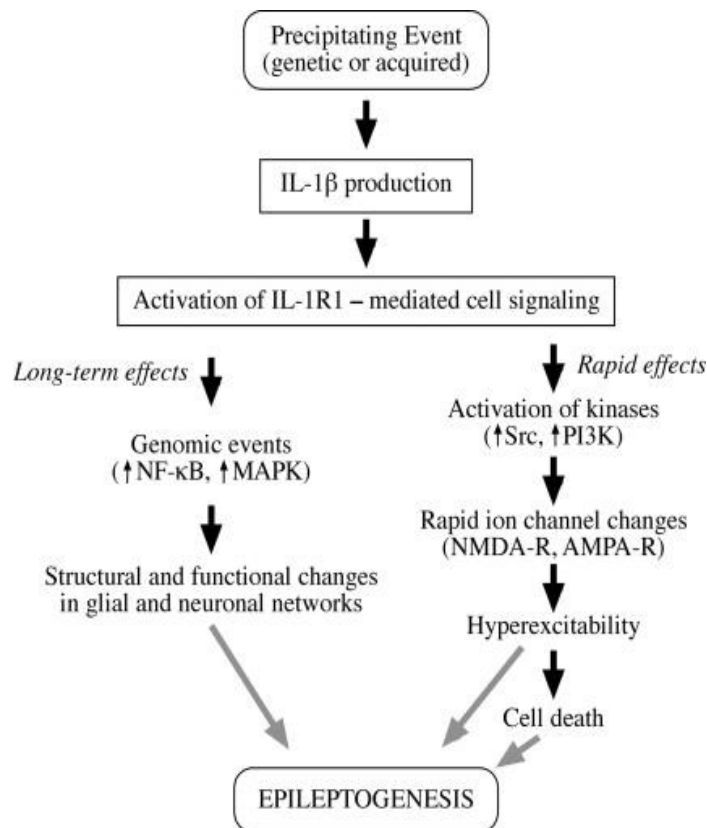 Precipitating Event
(genetic or acquired)
IL-1β production
Activation of IL-1R1 – mediated cell signaling
Long-term effects
Rapid effects
Genomic events
(↑NF-κB, ↑MAPK)
Structural and functional changes
in glial and neuronal networks
Activation of kinases
(↑Src, ↑PI3K)
Rapid ion channel changes
(NMDA-R, AMPA-R)
Hyperexcitability
Cell death
EPILEPTOGENESIS